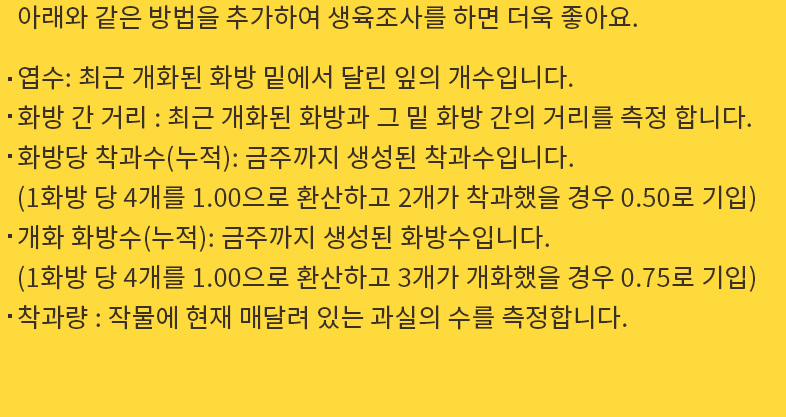 아래와 같은 방법을 추가하여 생육조사를 하면 더욱 좋아요.
· 엽수: 최근 개화된 화방 밑에서 달린 잎의 개수입니다.
· 화방 간 거리 : 최근 개화된 화방과 그 밑 화방 간의 거리를 측정 합니다.
· 화방당 착과수(누적): 금주까지 생성된 착과수입니다.
(1화방 당 4개를 1.00으로 환산하고 2개가 착과했을 경우 0.50로 기입)
· 개화 화방수(누적): 금주까지 생성된 화방수입니다.
(1화방 당 4개를 1.00으로 환산하고 3개가 개화했을 경우 0.75로 기입)
· 착과량 : 작물에 현재 매달려 있는 과실의 수를 측정합니다.